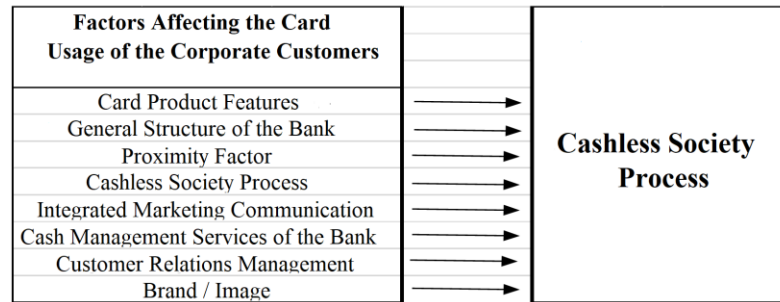 Factors Affecting the Card
Usage of the Corporate Customers
Card Product Features
General Structure of the Bank
Proximity Factor
Cashless Society Process
Integrated Marketing Communication
Cash Management Services of the Bank
Customer Relations Management
Brand / Image
Cashless Society
Process